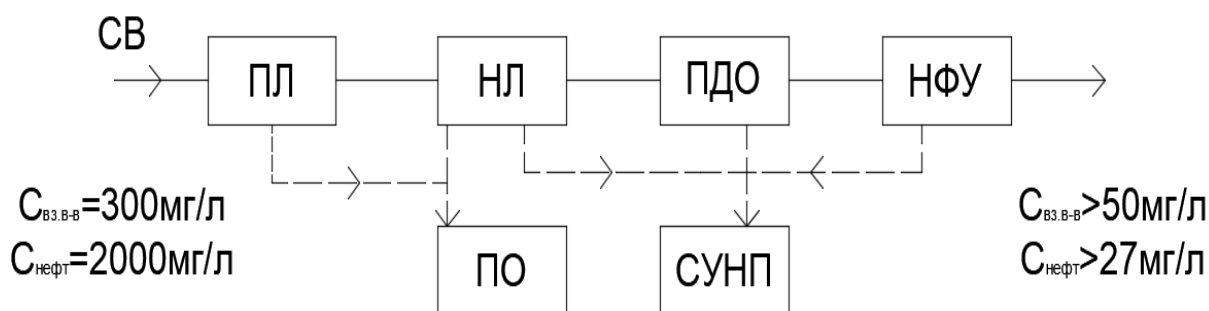 СВ
ПЛ
НЛ
ПДО
НФУ
Свз.в-в=300мг/л
Снефт=2000мг/л
ПО
СУНП
Свз.в-в>50мг/л
Снефт>27мг/л